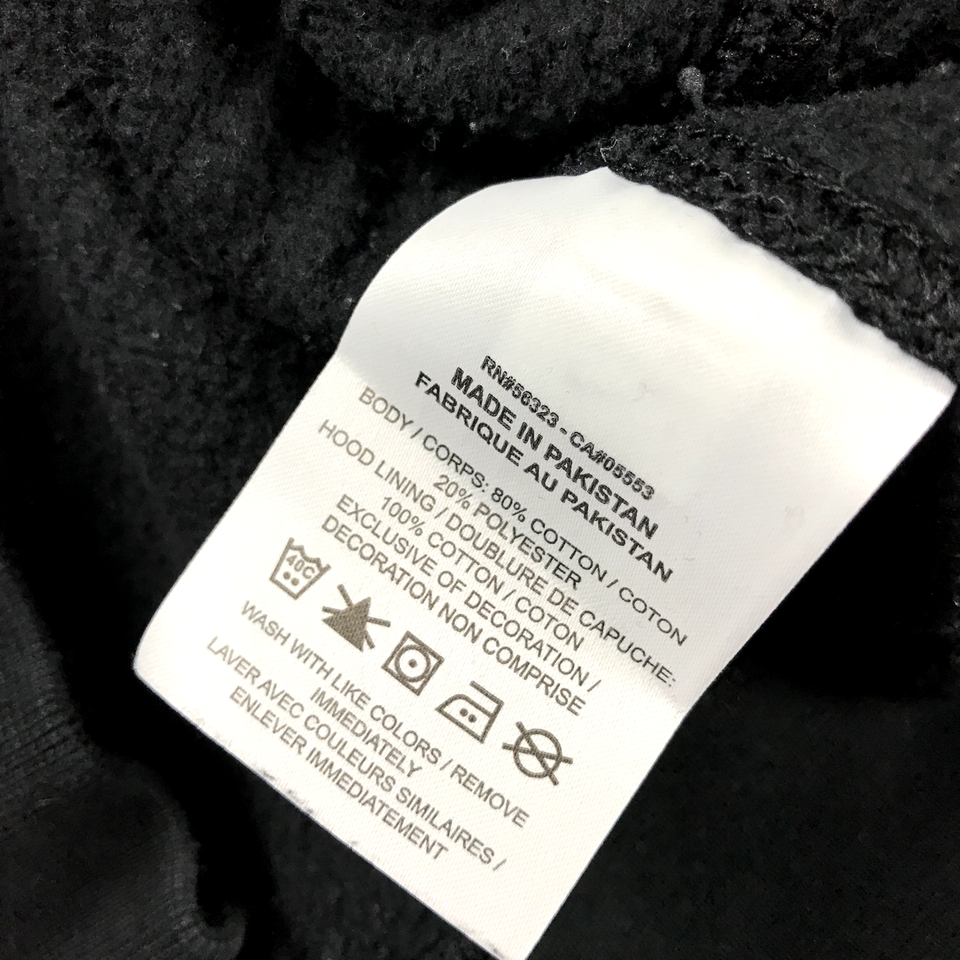 RN#56323 - CA#05553
MADE IN PAKISTAN
FABRIQUE AU PAKISTAN
BODY / CORPS: 80% COTTON / COTON
20% POLYESTER
HOOD LINING / DOUBLURE DE CAPUCHE:
100% COTTON / COTON
EXCLUSIVE OF DECORATION /
DECORATION NON COMPRISE
40C
WASH WITH LIKE COLORS / REMOVE
IMMEDIATELY
LAVER AVEC COULEURS SIMILAIRES /
ENLEVER IMMEDIATEMENT